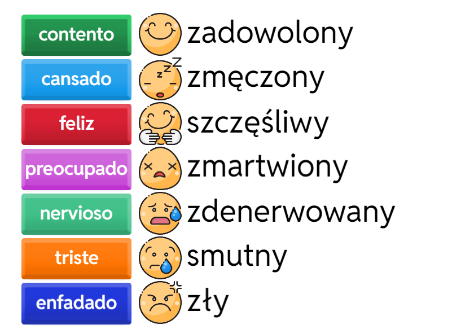 contento zadowolony
cansado zmęczony
feliz szczęśliwy
preocupado zmartwiony
nervioso zdenerwowany
triste smutny
enfadado zły